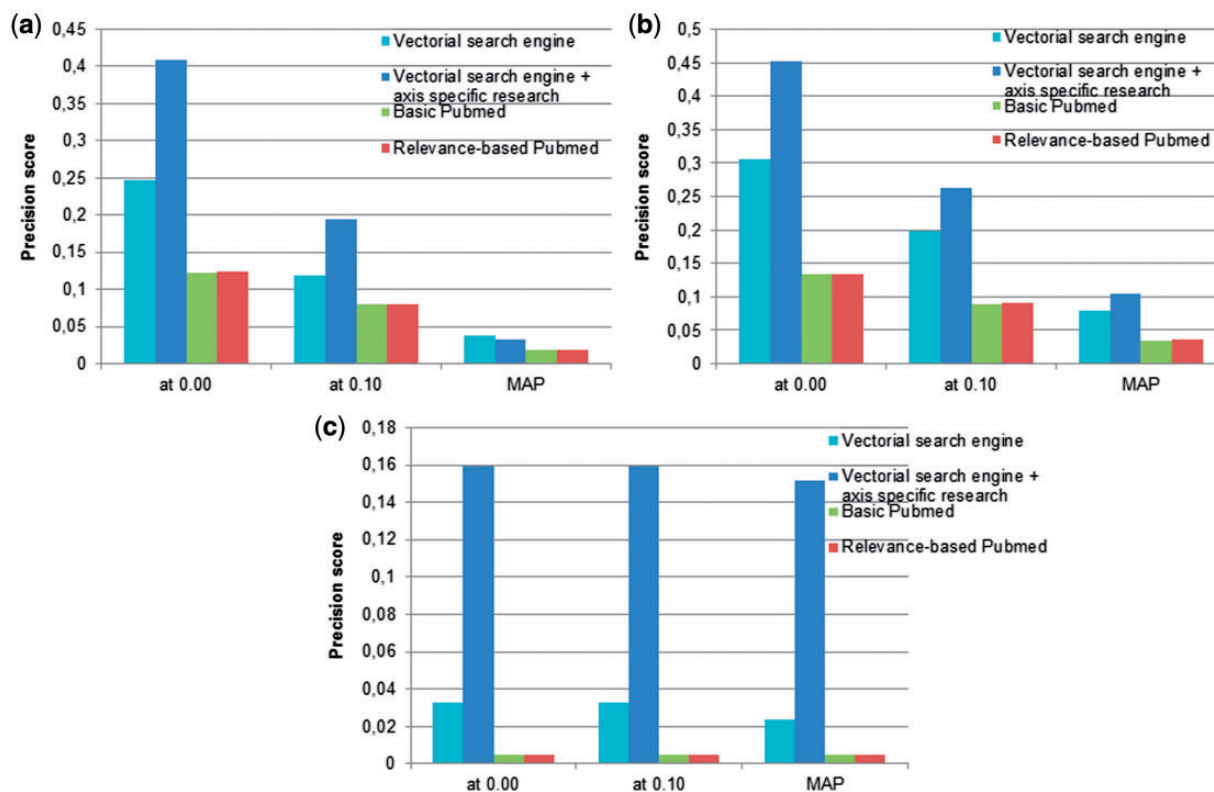 (a)
0,45
0,4
0,35
0,3
0,25
0,2
0,15
0,1
0,05
0
Precision score
at 0.00 at 0.10 MAP
Vectorial search engine
Vectorial search engine +
axis specific research
Basic Pubmed
Relevance-based Pubmed
(b)
0,5
0,45
0,4
0,35
0,3
0,25
0,2
0,15
0,1
0,05
0
Precision score
at 0.00 at 0.10 MAP
Vectorial search engine
Vectorial search engine +
axis specific research
Basic Pubmed
Relevance-based Pubmed
(c)
0,18
0,16
0,14
0,12
0,1
0,08
0,06
0,04
0,02
0
Precision score
at 0.00 at 0.10 MAP
Vectorial search engine
Vectorial search engine +
axis specific research
Basic Pubmed
Relevance-based Pubmed